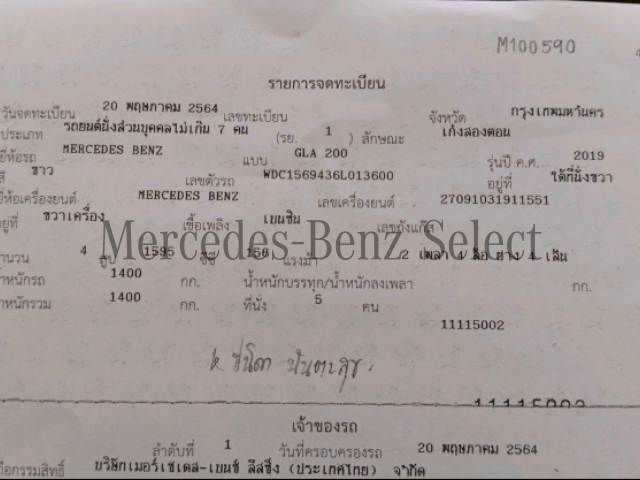 M100590
รายการจดทะเบียน
วันจดทะเบียน 20 พฤษภาคม 2564 เลขทะเบียน จังหวัด กรุงเทพมหานคร
ประเภท รถยนต์นั่งส่วนบุคคลไม่เกิน 7 คน (รย. 1 ) ลักษณะ เก๋งสองตอน
ยี่ห้อรถ MERCEDES BENZ แบบ GLA 200 รุ่นปี ค.ศ. 2019
สี ขาว เลขตัวรถ WDC1569436L013600 อยู่ที่ ใต้ที่นั่งขวา
ยี่ห้อเครื่องยนต์ MERCEDES BENZ เลขเครื่องยนต์ 27091031911551
อยู่ที่ ขวาเครื่อง เชื้อเพลิง เบนซิน เลขถังแก๊ส
Mercedes-Benz Select
จำนวน 4 สูบ 1595 ซีซี 156 แรงม้า 2 เพลา 4 ล้อ ยาง 4 เส้น
น้ำหนักรถ 1400 กก. น้ำหนักบรรทุก/น้ำหนักลงเพลา กก.
น้ำหนักรวม 1400 กก. ที่นั่ง 5 คน
11115002
11115002
เจ้าของรถ
ลำดับที่ 1 วันที่ครอบครองรถ 20 พฤษภาคม 2564
ถือกรรมสิทธิ์ บริษัทเมอร์เซเดส-เบนซ์ ลีสซิ่ง (ประเทศไทย) จำกัด